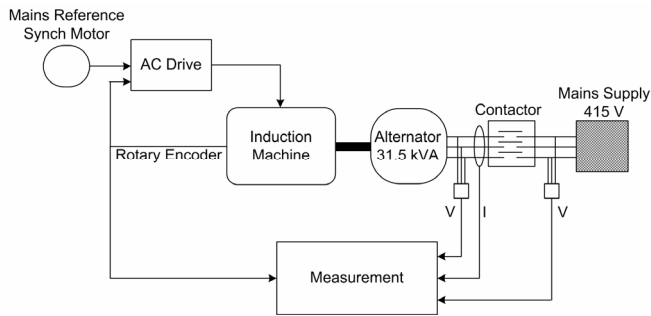 Mains Reference
Synch Motor
AC Drive
Mains Supply
415 V
Contactor
Induction
Machine
Alternator
31.5 kVA
Rotary Encoder
V
I
V
Measurement